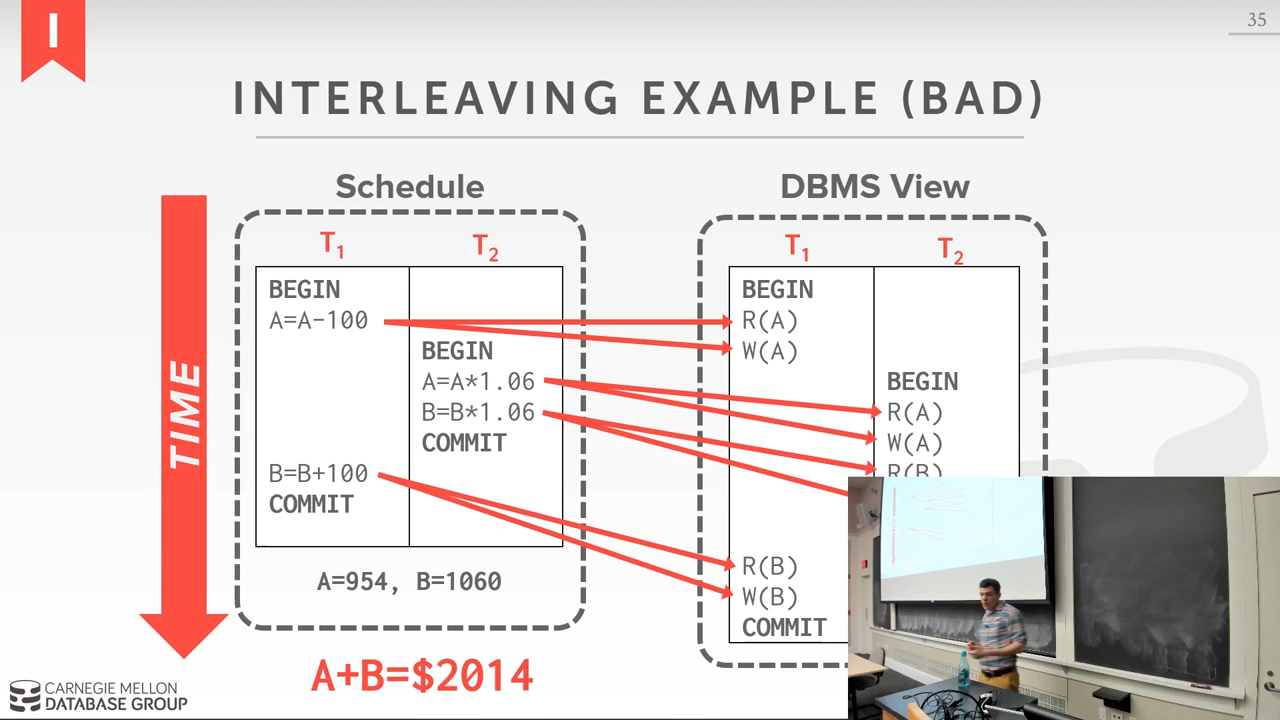 I
35
INTERLEAVING EXAMPLE (BAD)
Schedule
DBMS View
TIME
T1
T2
BEGIN
A=A-100
BEGIN
A=A*1.06
B=B*1.06
COMMIT
B=B+100
COMMIT
A=954, B=1060
A+B=$2014
T1
T2
BEGIN
R(A)
W(A)
BEGIN
R(A)
W(A)
R(B)
R(B)
W(B)
COMMIT
CARNEGIE MELLON
DATABASE GROUP